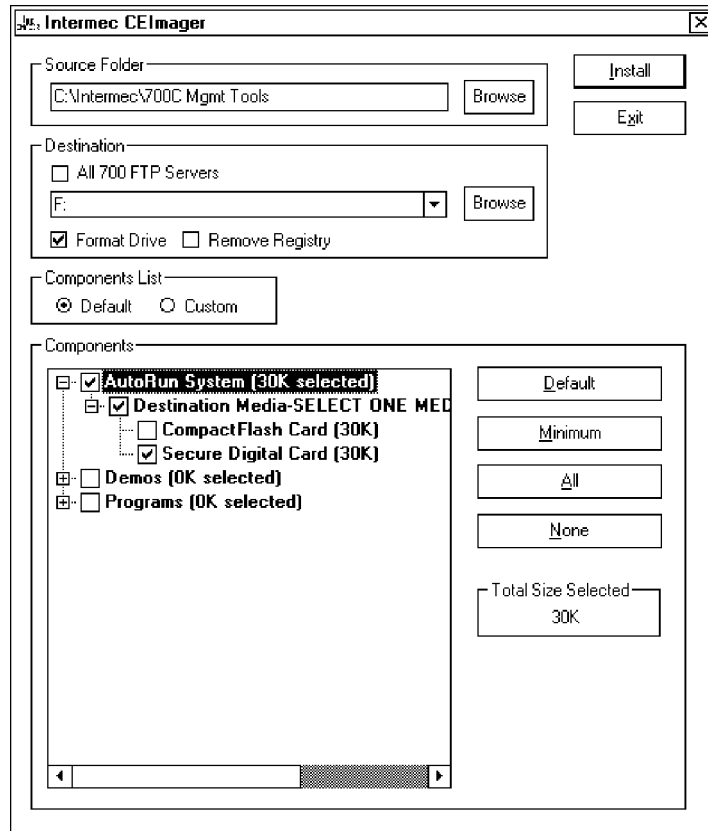 Intermec CEImager
Source Folder
C:\Intermec\700C Mgmt Tools
Browse
Install
Exit
Destination
All 700 FTP Servers
F:
Browse
Format Drive
Remove Registry
Components List
Default
Custom
Components
AutoRun System (30K selected)
Destination Media-SELECT ONE MED
CompactFlash Card (30K)
Secure Digital Card (30K)
Demos (0K selected)
Programs (0K selected)
Default
Minimum
All
None
Total Size Selected
30K